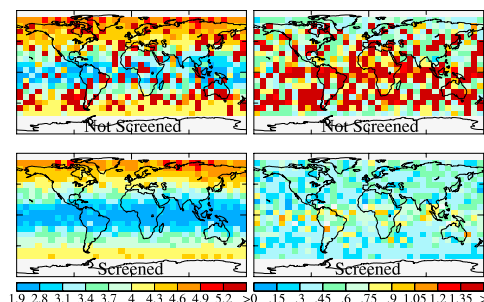 Not Screened
Not Screened
Screened
Screened
1.9 2.8 3.1 3.4 3.7 4 4.3 4.6 4.9 5.2 >
0 .15 .3 .45 .6 .75 .9 1.05 1.2 1.35 >